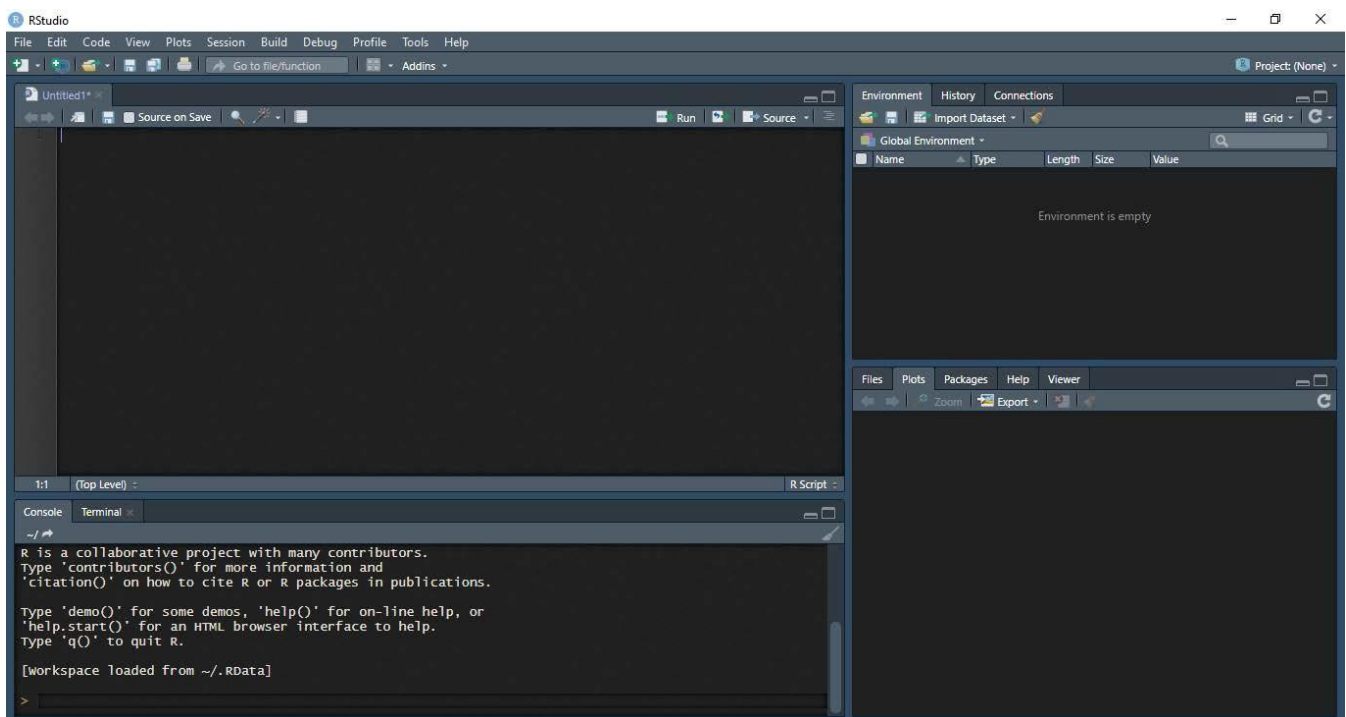 RStudio
File Edit Code View Plots Session Build Debug Profile Tools Help
Go to file/function Addins Project: (None)
Untitled1*
Source on Save Run Source
1
1:1 (Top Level) R Script
Console Terminal
~/
R is a collaborative project with many contributors.
Type 'contributors()' for more information and
'citation()' on how to cite R or R packages in publications.
Type 'demo()' for some demos, 'help()' for on-line help, or
'help.start()' for an HTML browser interface to help.
Type 'q()' to quit R.
[Workspace loaded from ~/.RData]
>
Environment History Connections
Import Dataset Grid
Global Environment
Name Type Length Size Value
Environment is empty
Files Plots Packages Help Viewer
Zoom Export